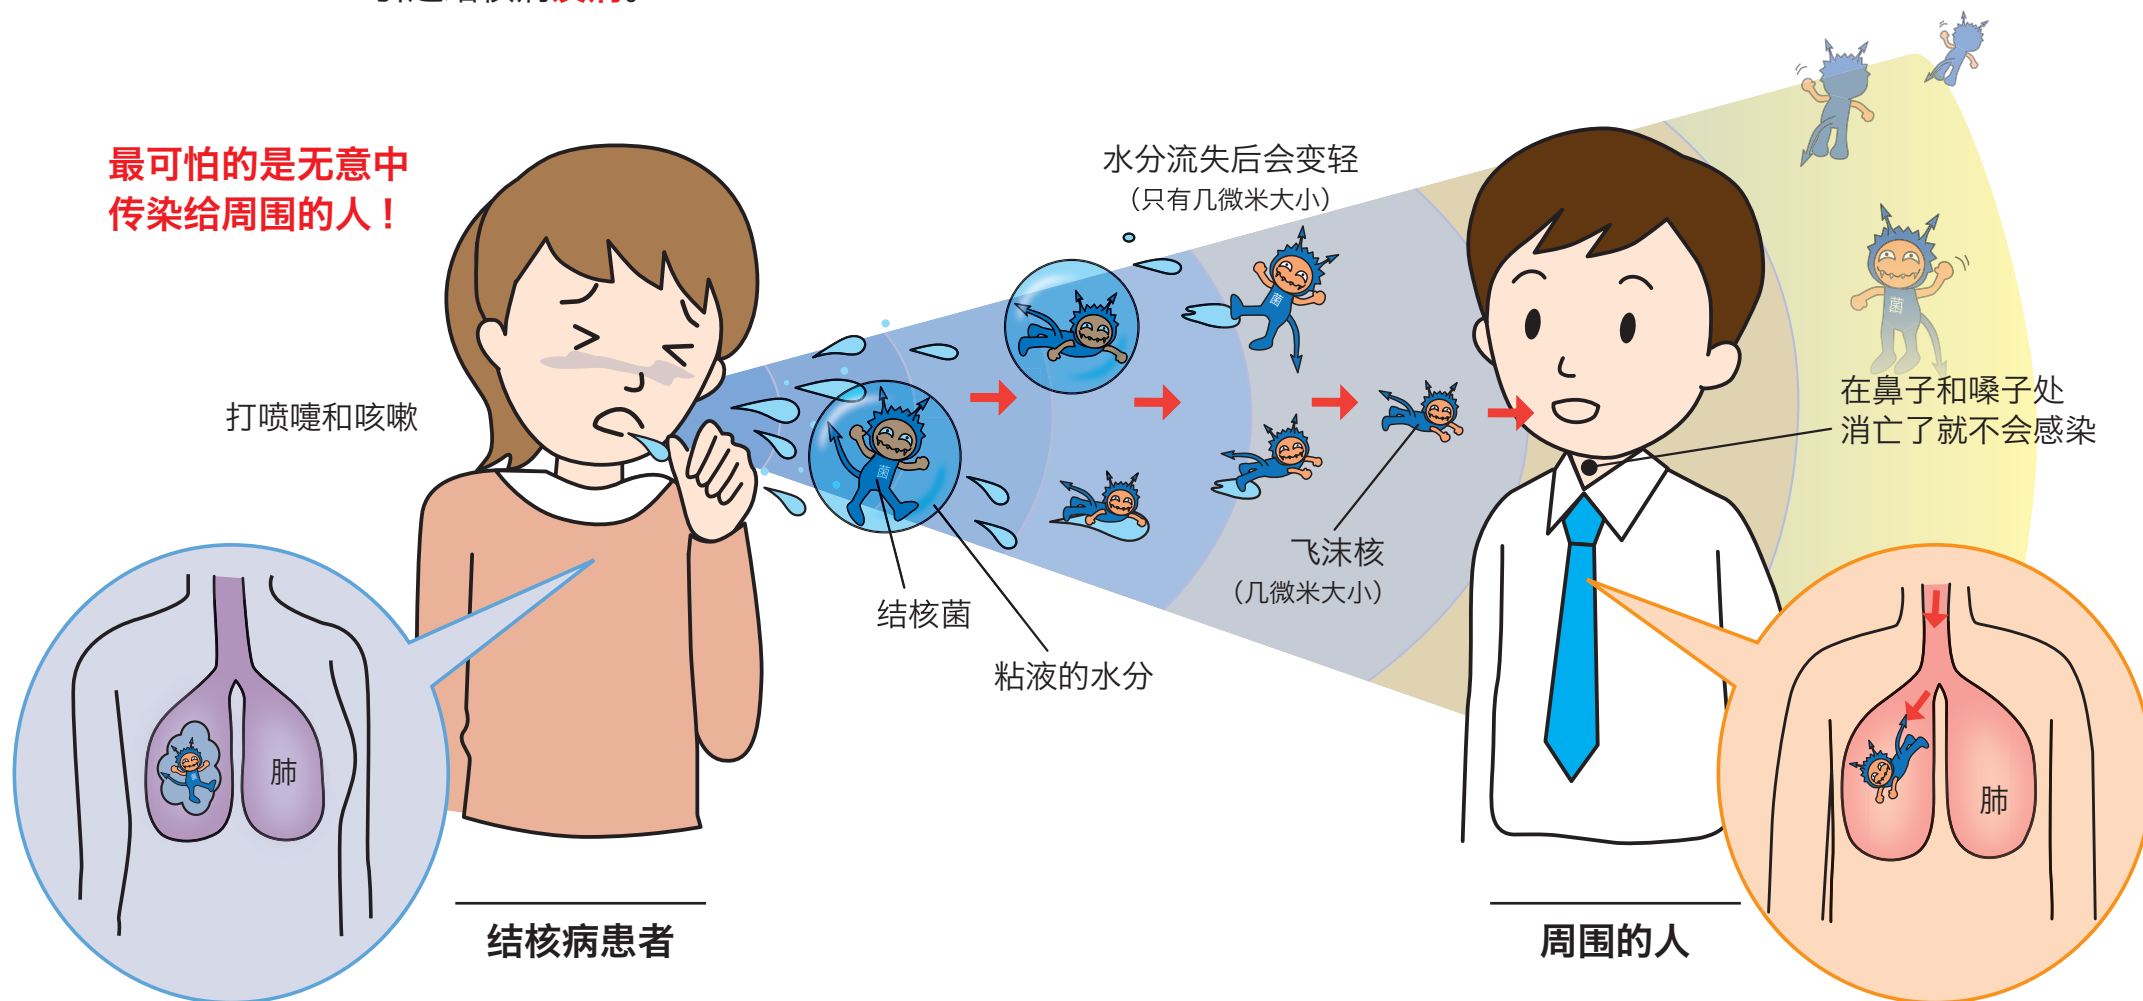 最可怕的是无意中
传染给周围的人！
水分流失后会变轻
（只有几微米大小）
打喷嚏和咳嗽
菌
菌
菌
在鼻子和嗓子处
消亡了就不会感染
飞沫核
（几微米大小）
结核菌
粘液的水分
肺
肺
结核病患者
周围的人